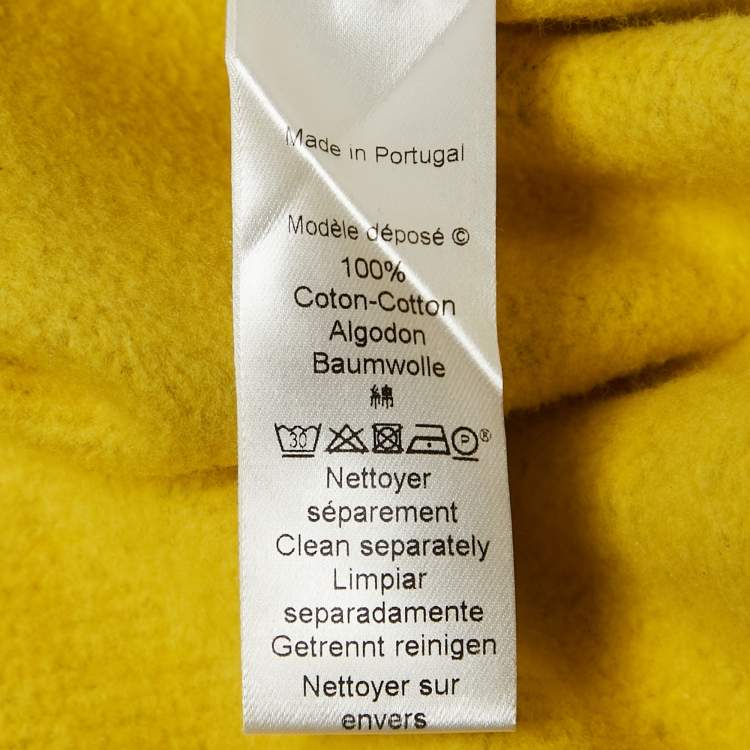 Made in Portugal
Modèle déposé ©
100%
Coton-Cotton
Algodon
Baumwolle
綿
30 P ®
Nettoyer
séparement
Clean separately
Limpiar
separadamente
Getrennt reinigen
Nettoyer sur
envers